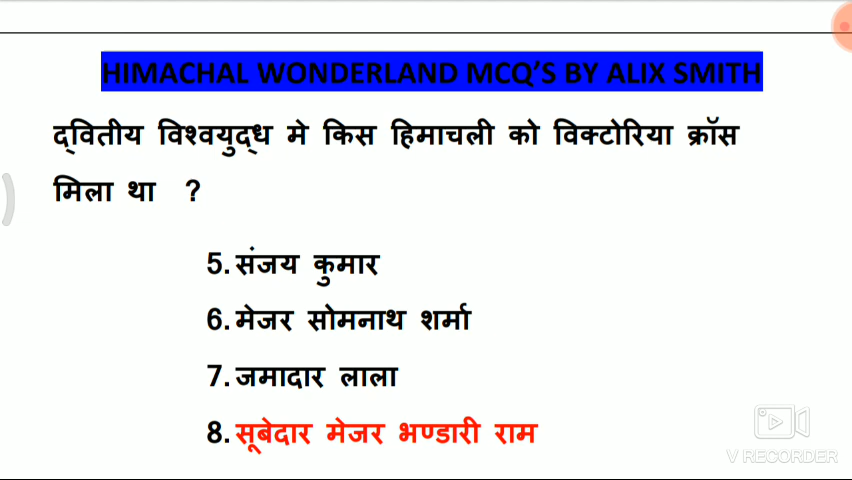 HIMACHAL WONDERLAND MCQ'S BY ALIX SMITH
द्वितीय विश्वयुद्ध मे किस हिमाचली को विक्टोरिया क्रॉस
मिला था ?
5. संजय कुमार
6. मेजर सोमनाथ शर्मा
7. जमादार लाला
8. सूबेदार मेजर भण्डारी राम
V RECORDER